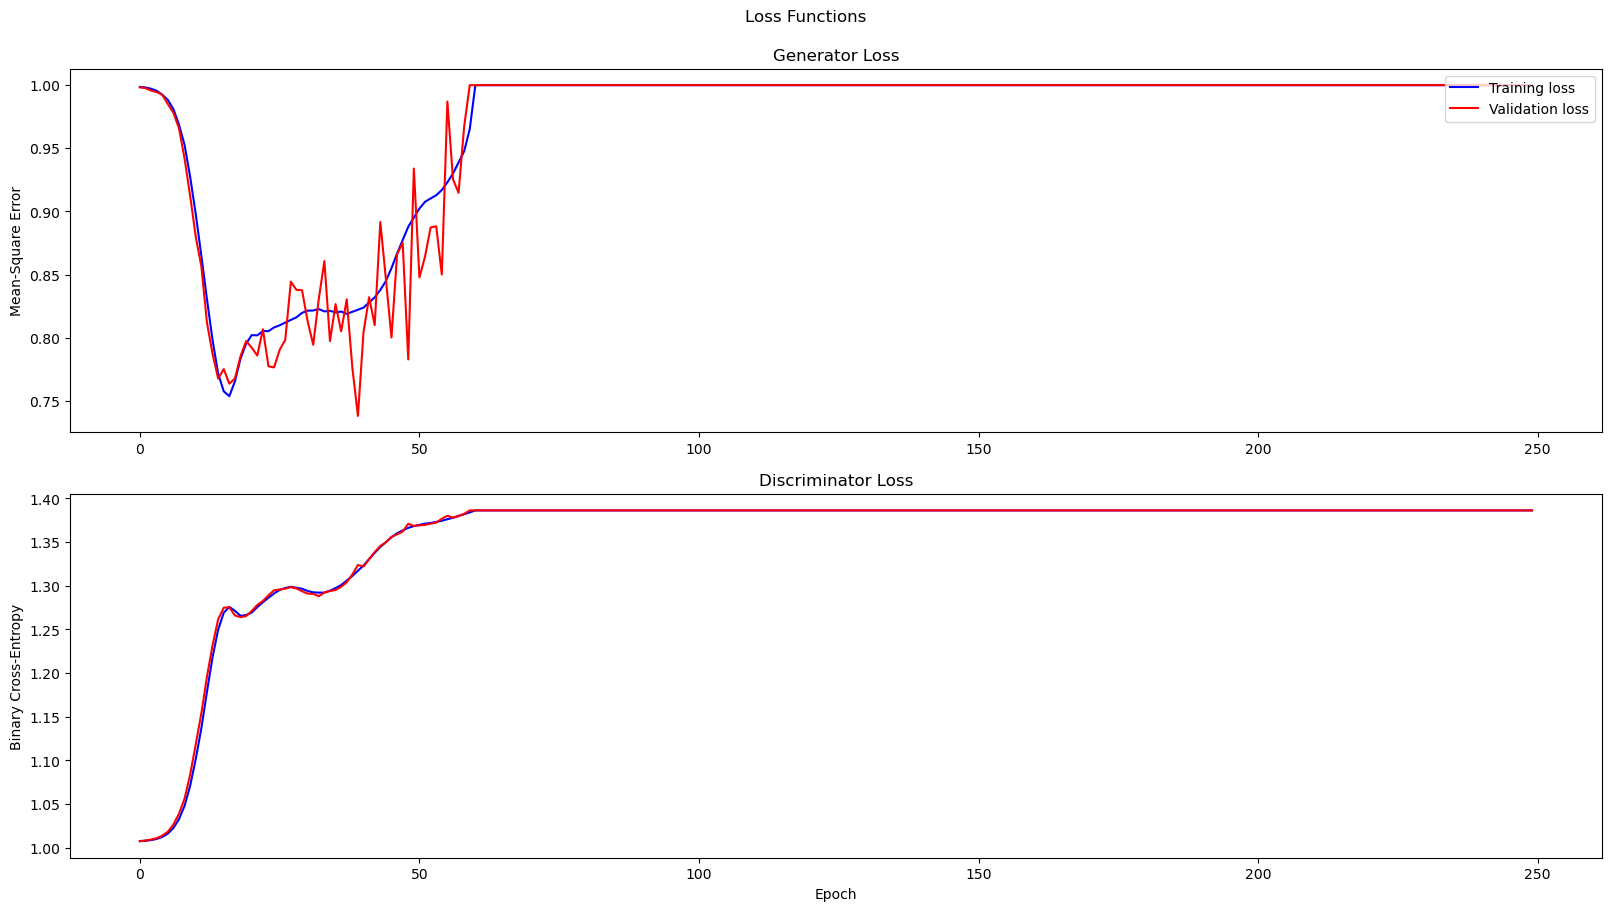 Loss Functions
Generator Loss
Mean-Square Error
1.00
0.95
0.90
0.85
0.80
0.75
Training loss
Validation loss
0 50 100 150 200 250
Discriminator Loss
Binary Cross-Entropy
1.40
1.35
1.30
1.25
1.20
1.15
1.10
1.05
1.00
0 50 100 150 200 250
Epoch